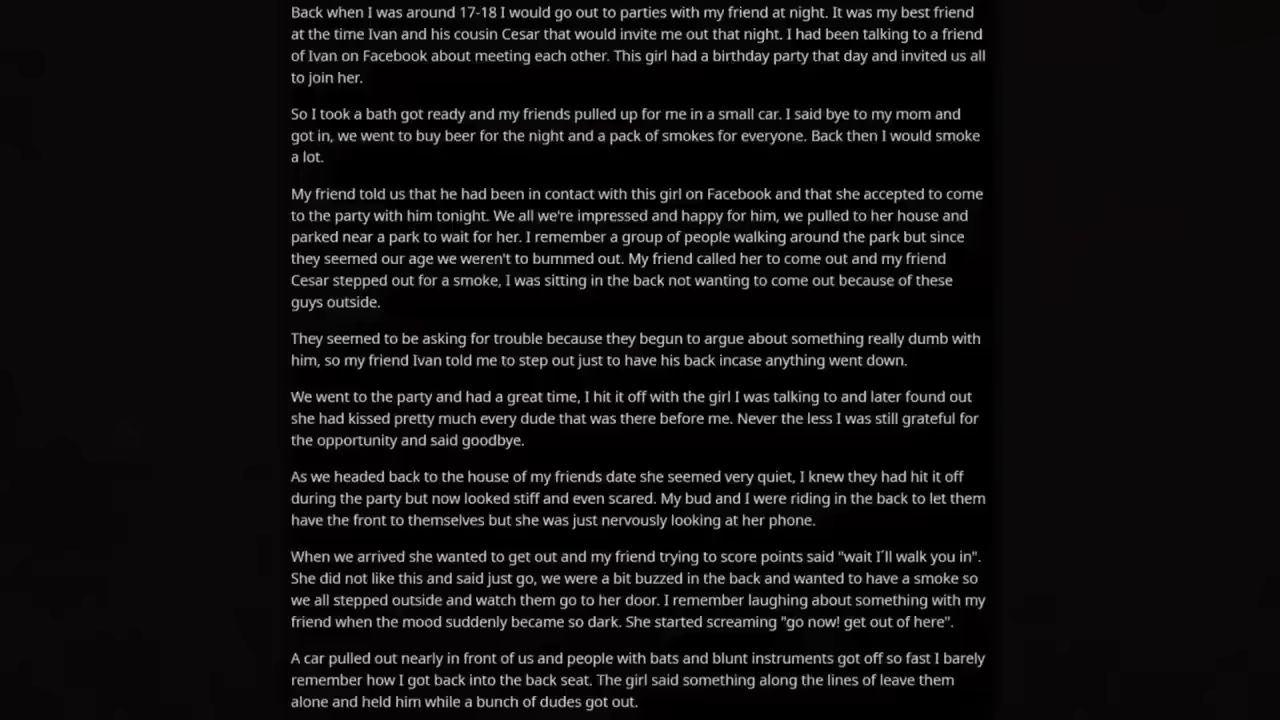 Back when I was around 17-18 I would go out to parties with my friend at night. It was my best friend
at the time Ivan and his cousin Cesar that would invite me out that night. I had been talking to a friend
of Ivan on Facebook about meeting each other. This girl had a birthday party that day and invited us all
to join her.
So I took a bath got ready and my friends pulled up for me in a small car. I said bye to my mom and
got in, we went to buy beer for the night and a pack of smokes for everyone. Back then I would smoke
a lot.
My friend told us that he had been in contact with this girl on Facebook and that she accepted to come
to the party with him tonight. We all we're impressed and happy for him, we pulled to her house and
parked near a park to wait for her. I remember a group of people walking around the park but since
they seemed our age we weren't to bummed out. My friend called her to come out and my friend
Cesar stepped out for a smoke, I was sitting in the back not wanting to come out because of these
guys outside.
They seemed to be asking for trouble because they begun to argue about something really dumb with
him, so my friend Ivan told me to step out just to have his back incase anything went down.
We went to the party and had a great time, I hit it off with the girl I was talking to and later found out
she had kissed pretty much every dude that was there before me. Never the less I was still grateful for
the opportunity and said goodbye.
As we headed back to the house of my friends date she seemed very quiet, I knew they had hit it off
during the party but now looked stiff and even scared. My bud and I were riding in the back to let them
have the front to themselves but she was just nervously looking at her phone.
When we arrived she wanted to get out and my friend trying to score points said "wait I´ll walk you in".
She did not like this and said just go, we were a bit buzzed in the back and wanted to have a smoke so
we all stepped outside and watch them go to her door. I remember laughing about something with my
friend when the mood suddenly became so dark. She started screaming "go now! get out of here".
A car pulled out nearly in front of us and people with bats and blunt instruments got off so fast I barely
remember how I got back into the back seat. The girl said something along the lines of leave them
alone and held him while a bunch of dudes got out.